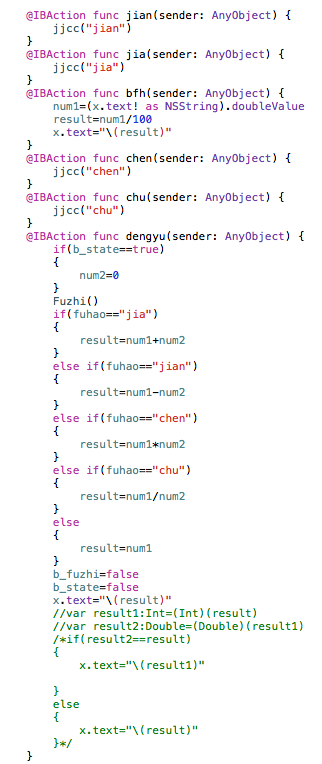 @IBAction func jian(sender: AnyObject) {
    jjcc("jian")
}
@IBAction func jia(sender: AnyObject) {
    jjcc("jia")
}
@IBAction func bfh(sender: AnyObject) {
    num1=(x.text! as NSString).doubleValue
    result=num1/100
    x.text="\(result)"
}
@IBAction func chen(sender: AnyObject) {
    jjcc("chen")
}
@IBAction func chu(sender: AnyObject) {
    jjcc("chu")
}
@IBAction func dengyu(sender: AnyObject) {
    if(b_state==true)
    {
        num2=0
    }
    Fuzhi()
    if(fuhao=="jia")
    {
        result=num1+num2
    }
    else if(fuhao=="jian")
    {
        result=num1-num2
    }
    else if(fuhao=="chen")
    {
        result=num1*num2
    }
    else if(fuhao=="chu")
    {
        result=num1/num2
    }
    else
    {
        result=num1
    }
    b_fuzhi=false
    b_state=false
    x.text="\(result)"
    //var result1:Int=(Int)(result)
    //var result2:Double=(Double)(result1)
    /*if(result2==result)
    {
        x.text="\(result1)"

    }
    else
    {
        x.text="\(result)"
    }*/
}